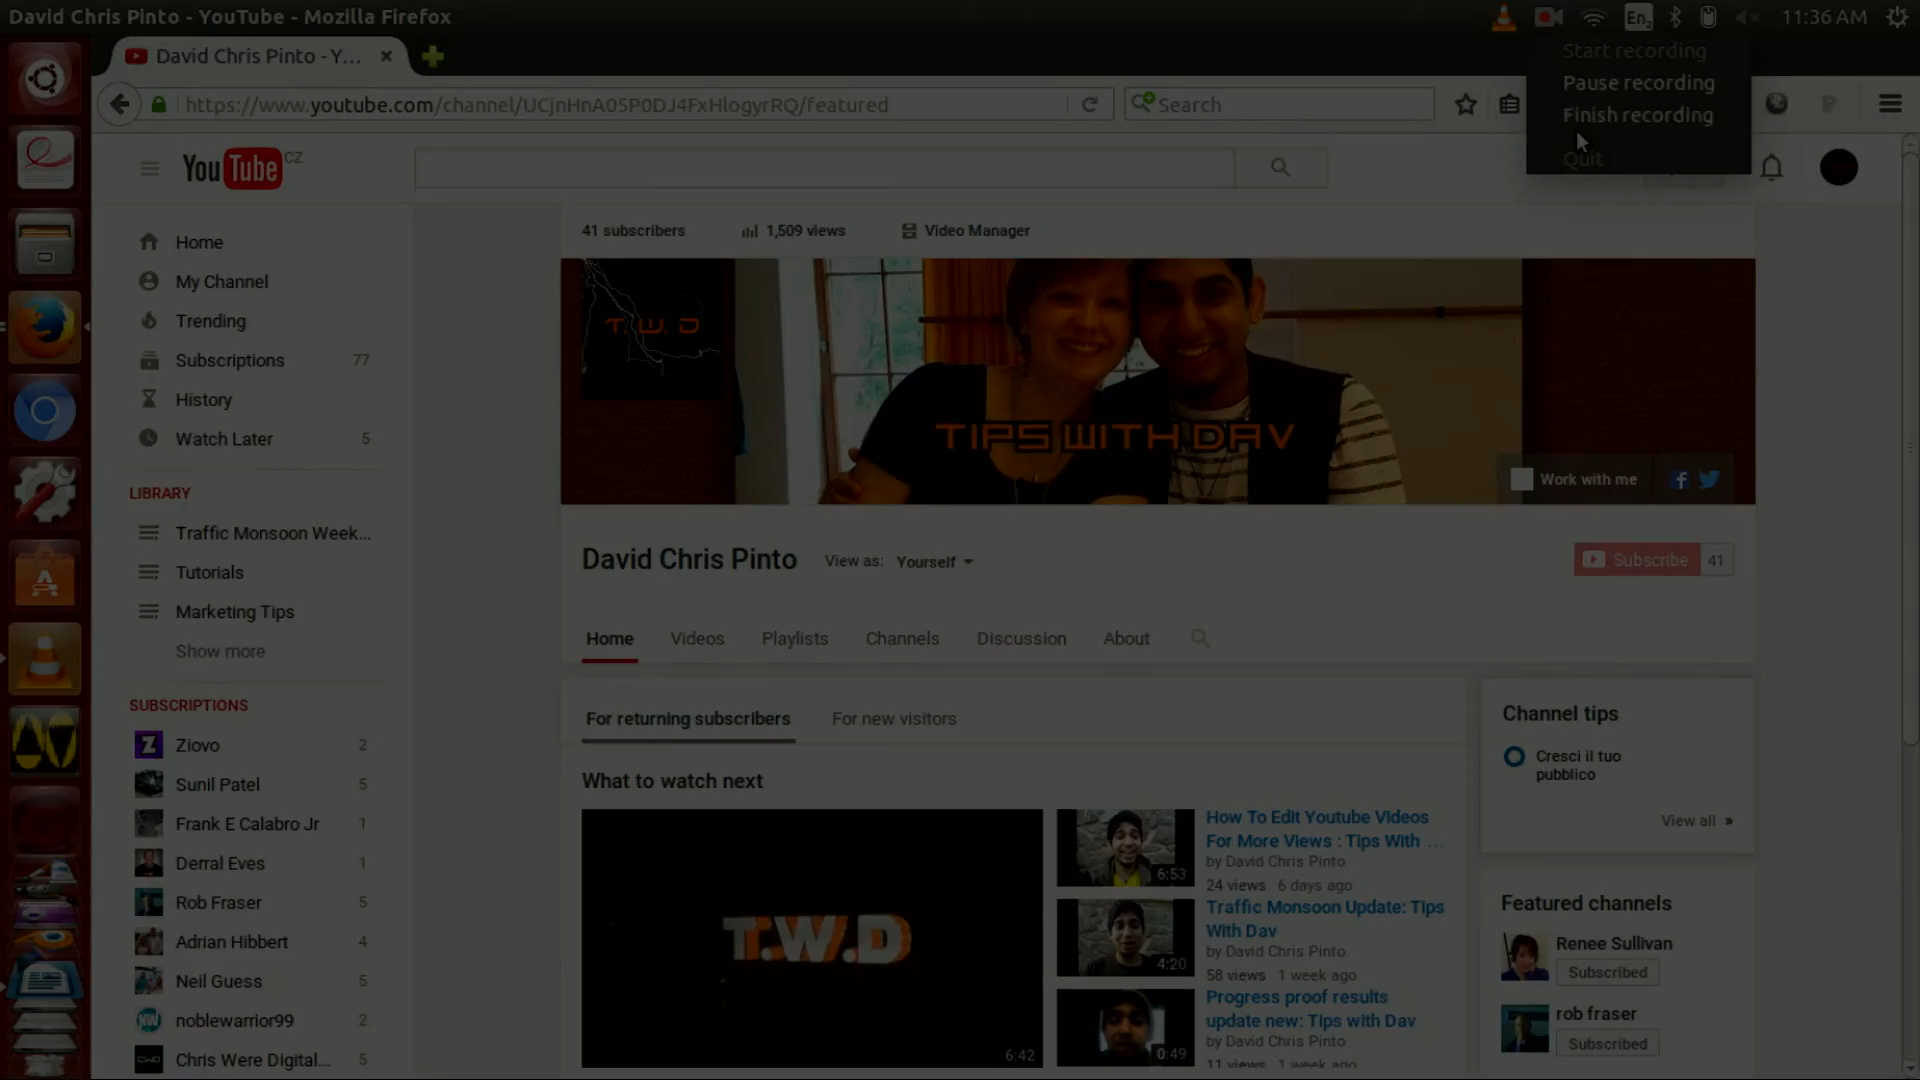 David Chris Pinto - YouTube - Mozilla Firefox
En2
11:36 AM
David Chris Pinto - Y...
Start recording
Pause recording
Finish recording
Quit
https://www.youtube.com/channel/UCjnHnA05P0DJ4FxHlogyrRQ/featured
Search
YouTube CZ
41 subscribers
1,509 views
Video Manager
Home
My Channel
Trending
Subscriptions 77
History
Watch Later 5
LIBRARY
Traffic Monsoon Week...
Tutorials
Marketing Tips
Show more
SUBSCRIPTIONS
Ziovo 2
Sunil Patel 5
Frank E Calabro Jr 1
Derral Eves 1
Rob Fraser 5
Adrian Hibbert 4
Neil Guess 5
noblewarrior99 2
Chris Were Digital... 5
T.W.D
TIPS WITH DAV
Work with me
David Chris Pinto
View as: Yourself
Subscribe 41
Home Videos Playlists Channels Discussion About
For returning subscribers
For new visitors
What to watch next
T.W.D
6:42
6:53
How To Edit Youtube Videos
For More Views : Tips With ...
by David Chris Pinto
24 views 6 days ago
4:20
Traffic Monsoon Update: Tips
With Dav
by David Chris Pinto
58 views 1 week ago
0:49
Progress proof results
update new: Tips with Dav
by David Chris Pinto
11 views 1 week ago
Channel tips
Cresci il tuo
pubblico
View all »
Featured channels
Renee Sullivan
Subscribed
rob fraser
Subscribed